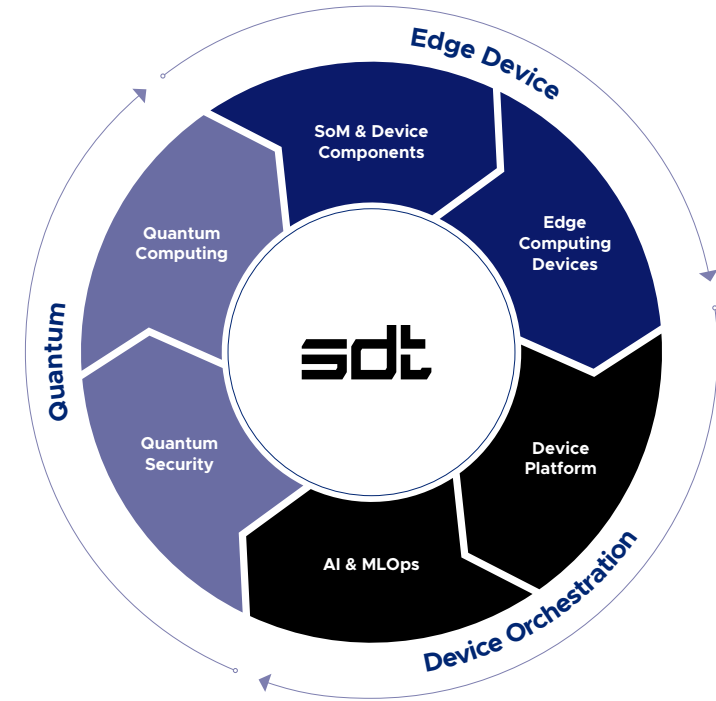 Edge Device
SoM & Device
Components
Edge
Computing
Devices
Device
Platform
Device Orchestration
AI & MLOps
Quantum
Security
Quantum
Quantum
Computing
sdt